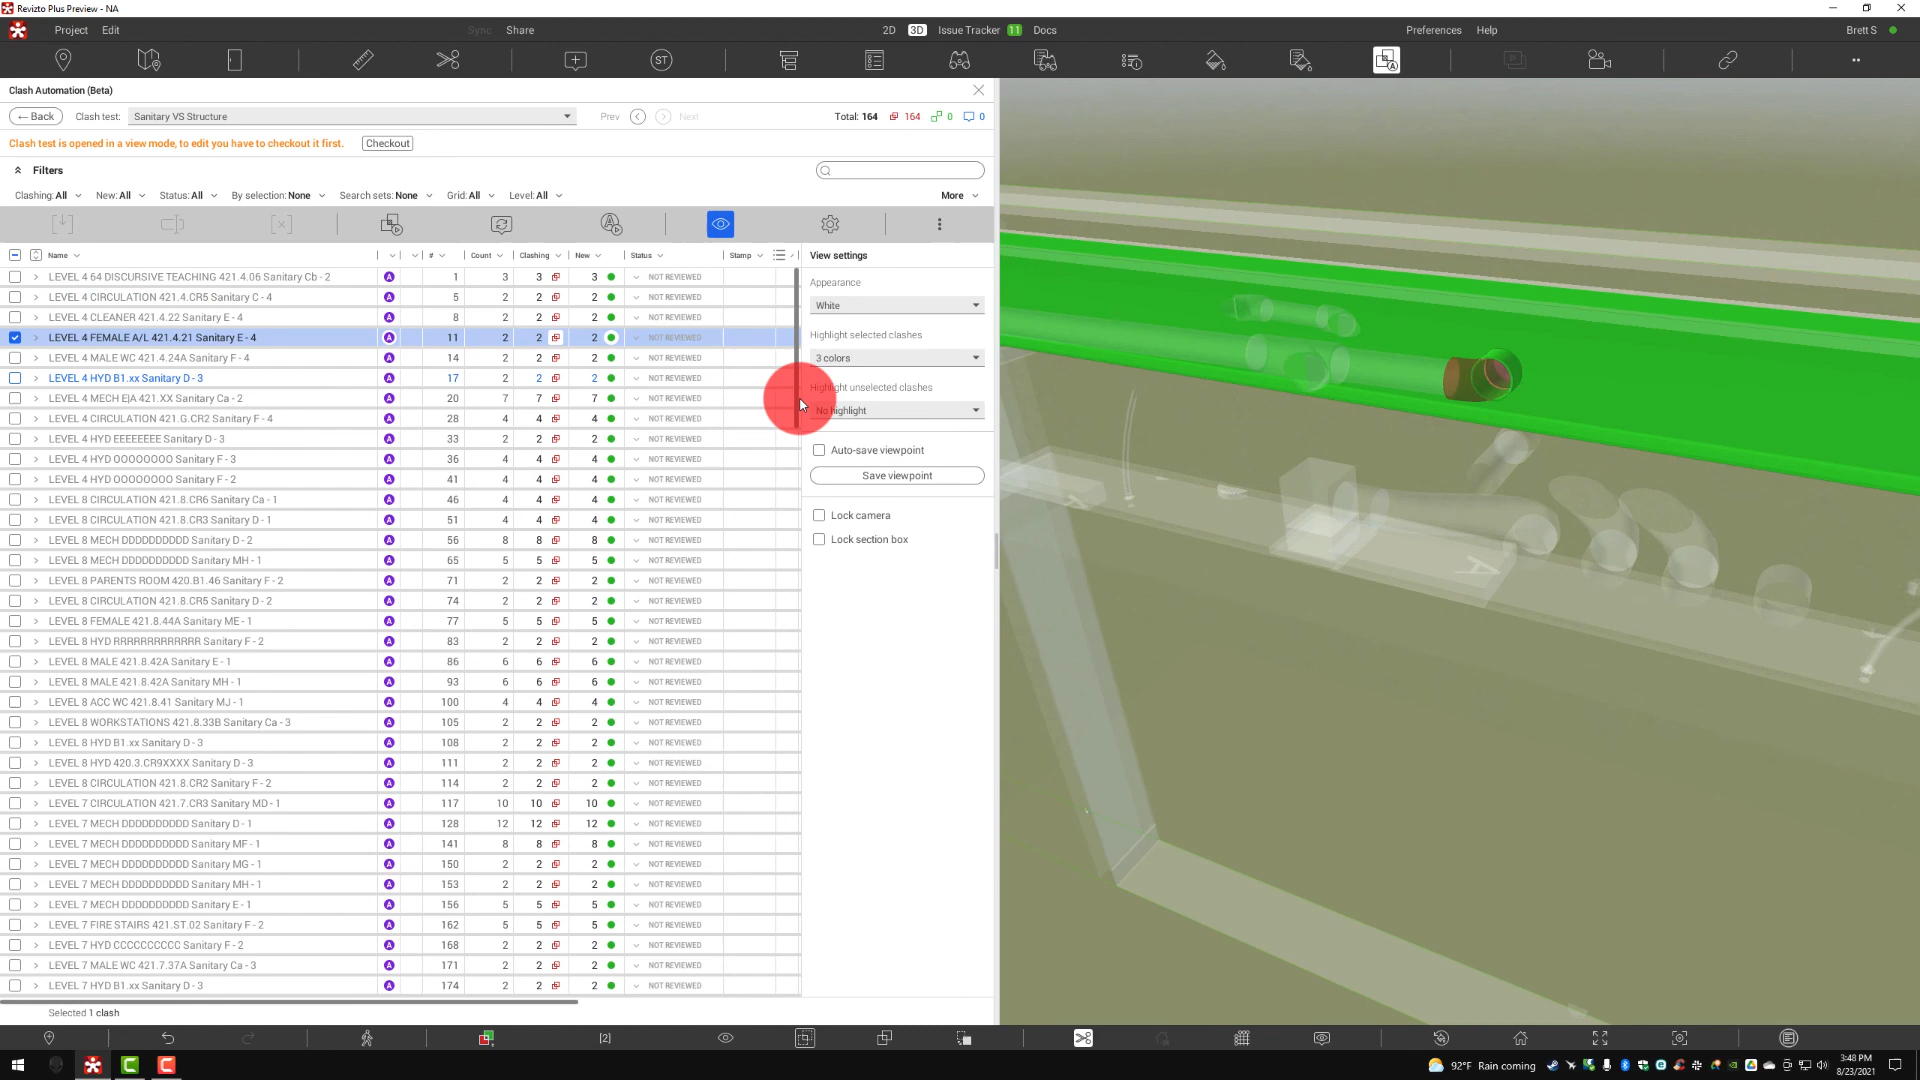 Revizto Plus Preview - NA
Project Edit Sync Share 2D 3D Issue Tracker 11 Docs Preferences Help Brett S
ST
Clash Automation (Beta)
← Back Clash test: Sanitary VS Structure Prev Next Total: 164 164 0 0
Clash test is opened in a view mode, to edit you have to checkout it first. Checkout
Filters
Clashing: All New: All Status: All By selection: None Search sets: None Grid: All Level: All More
Name # Count Clashing New Status Stamp View settings
LEVEL 4 64 DISCURSIVE TEACHING 421.4.06 Sanitary Cb - 2 A 1 3 3 3 NOT REVIEWED
LEVEL 4 CIRCULATION 421.4.CR5 Sanitary C - 4 A 5 2 2 2 NOT REVIEWED
LEVEL 4 CLEANER 421.4.22 Sanitary E - 4 A 8 2 2 2 NOT REVIEWED
LEVEL 4 FEMALE A/L 421.4.21 Sanitary E - 4 A 11 2 2 2 NOT REVIEWED
LEVEL 4 MALE WC 421.4.24A Sanitary F - 4 A 14 2 2 2 NOT REVIEWED
LEVEL 4 HYD B1.xx Sanitary D - 3 A 17 2 2 2 NOT REVIEWED
LEVEL 4 MECH E|A 421.XX Sanitary Ca - 2 A 20 7 7 7 NOT REVIEWED
LEVEL 4 CIRCULATION 421.G.CR2 Sanitary F - 4 A 28 4 4 4 NOT REVIEWED
LEVEL 4 HYD EEEEEEEE Sanitary D - 3 A 33 2 2 2 NOT REVIEWED
LEVEL 4 HYD OOOOOOOO Sanitary F - 3 A 36 4 4 4 NOT REVIEWED
LEVEL 4 HYD OOOOOOOO Sanitary F - 2 A 41 4 4 4 NOT REVIEWED
LEVEL 8 CIRCULATION 421.8.CR6 Sanitary Ca - 1 A 46 4 4 4 NOT REVIEWED
LEVEL 8 CIRCULATION 421.8.CR3 Sanitary D - 1 A 51 4 4 4 NOT REVIEWED
LEVEL 8 MECH DDDDDDDDDD Sanitary D - 2 A 56 8 8 8 NOT REVIEWED
LEVEL 8 MECH DDDDDDDDDD Sanitary MH - 1 A 65 5 5 5 NOT REVIEWED
LEVEL 8 PARENTS ROOM 420.B1.46 Sanitary F - 2 A 71 2 2 2 NOT REVIEWED
LEVEL 8 CIRCULATION 421.8.CR5 Sanitary D - 2 A 74 2 2 2 NOT REVIEWED
LEVEL 8 FEMALE 421.8.44A Sanitary ME - 1 A 77 5 5 5 NOT REVIEWED
LEVEL 8 HYD RRRRRRRRRRRRR Sanitary F - 2 A 83 2 2 2 NOT REVIEWED
LEVEL 8 MALE 421.8.42A Sanitary E - 1 A 86 6 6 6 NOT REVIEWED
LEVEL 8 MALE 421.8.42A Sanitary MH - 1 A 93 6 6 6 NOT REVIEWED
LEVEL 8 ACC WC 421.8.41 Sanitary MJ - 1 A 100 4 4 4 NOT REVIEWED
LEVEL 8 WORKSTATIONS 421.8.33B Sanitary Ca - 3 A 105 2 2 2 NOT REVIEWED
LEVEL 8 HYD B1.xx Sanitary D - 3 A 108 2 2 2 NOT REVIEWED
LEVEL 8 HYD 420.3.CR9XXXX Sanitary D - 3 A 111 2 2 2 NOT REVIEWED
LEVEL 8 CIRCULATION 421.8.CR2 Sanitary F - 2 A 114 2 2 2 NOT REVIEWED
LEVEL 7 CIRCULATION 421.7.CR3 Sanitary MD - 1 A 117 10 10 10 NOT REVIEWED
LEVEL 7 MECH DDDDDDDDDD Sanitary D - 1 A 128 12 12 12 NOT REVIEWED
LEVEL 7 MECH DDDDDDDDDD Sanitary MF - 1 A 141 8 8 8 NOT REVIEWED
LEVEL 7 MECH DDDDDDDDDD Sanitary MG - 1 A 150 2 2 2 NOT REVIEWED
LEVEL 7 MECH DDDDDDDDDD Sanitary MH - 1 A 153 2 2 2 NOT REVIEWED
LEVEL 7 MECH DDDDDDDDDD Sanitary E - 1 A 156 5 5 5 NOT REVIEWED
LEVEL 7 FIRE STAIRS 421.ST.02 Sanitary F - 2 A 162 5 5 5 NOT REVIEWED
LEVEL 7 HYD CCCCCCCCCC Sanitary F - 2 A 168 2 2 2 NOT REVIEWED
LEVEL 7 MALE WC 421.7.37A Sanitary Ca - 3 A 171 2 2 2 NOT REVIEWED
LEVEL 7 HYD B1.xx Sanitary D - 3 A 174 2 2 2 NOT REVIEWED
Appearance
White
Highlight selected clashes
3 colors
Highlight unselected clashes
No highlight
Auto-save viewpoint
Save viewpoint
Lock camera
Lock section box
Selected 1 clash
[2]
92°F Rain coming
3:48 PM
8/23/2021